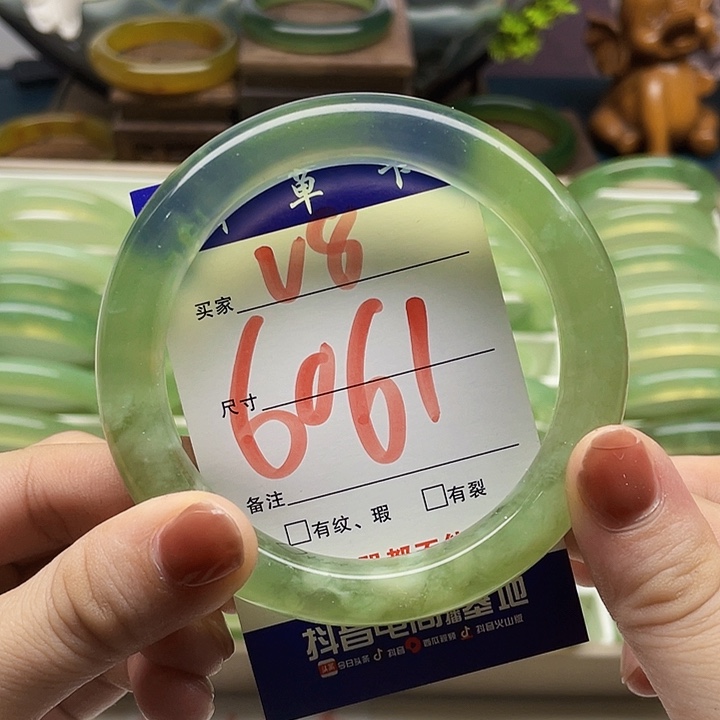 单卡
V8
买家
6061
尺寸
备注
□有纹、瑕 □有裂
抖音电商直播基地
今日头条 抖音 西瓜视频 抖音火山版